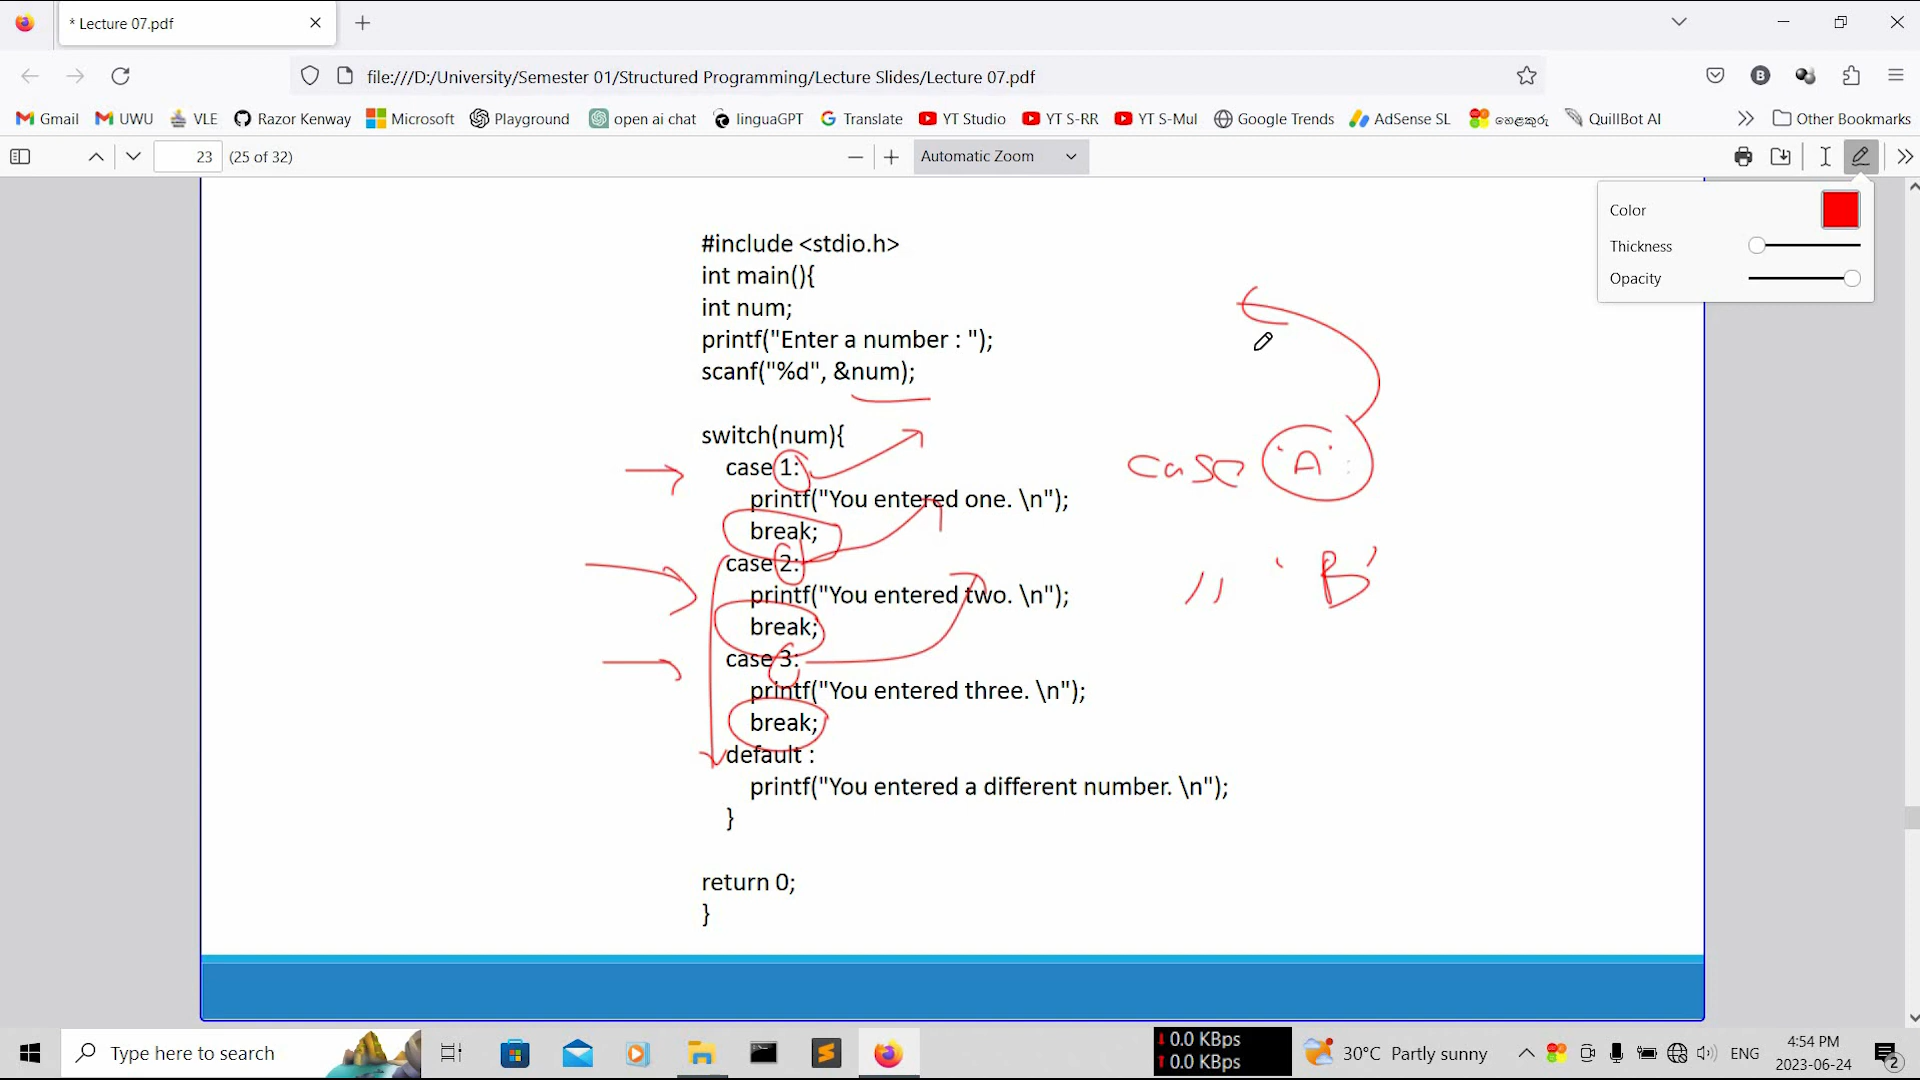 * Lecture 07.pdf
file:///D:/University/Semester 01/Structured Programming/Lecture Slides/Lecture 07.pdf
Gmail UWU VLE Razor Kenway Microsoft Playground open ai chat linguaGPT Translate YT Studio YT S-RR YT S-Mul Google Trends AdSense SL හෙළකුරු QuillBot AI Other Bookmarks
23 (25 of 32) Automatic Zoom
Color
Thickness
Opacity
#include <stdio.h>
int main(){
int num;
printf("Enter a number : ");
scanf("%d", &num);
switch(num){
case 1:
printf("You entered one. \n");
break;
case 2:
printf("You entered two. \n");
break;
case 3:
printf("You entered three. \n");
break;
default :
printf("You entered a different number. \n");
}
return 0;
}
case 'A':
,, 'B'
Type here to search
0.0 KBps
0.0 KBps
30°C Partly sunny
ENG
4:54 PM
2023-06-24
2